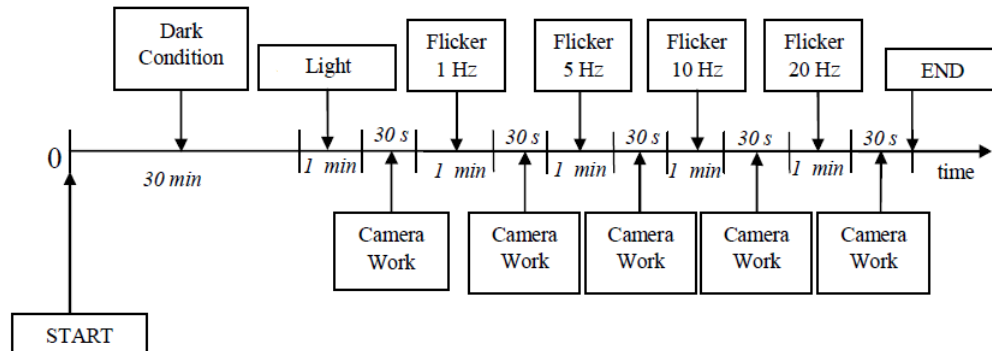 Dark
Condition
Light
Flicker
1 Hz
Flicker
5 Hz
Flicker
10 Hz
Flicker
20 Hz
END
30 s
30 s
30 s
30 s
30 s
0
30 min
1 min
1 min
1 min
1 min
1 min
time
Camera
Work
Camera
Work
Camera
Work
Camera
Work
Camera
Work
START